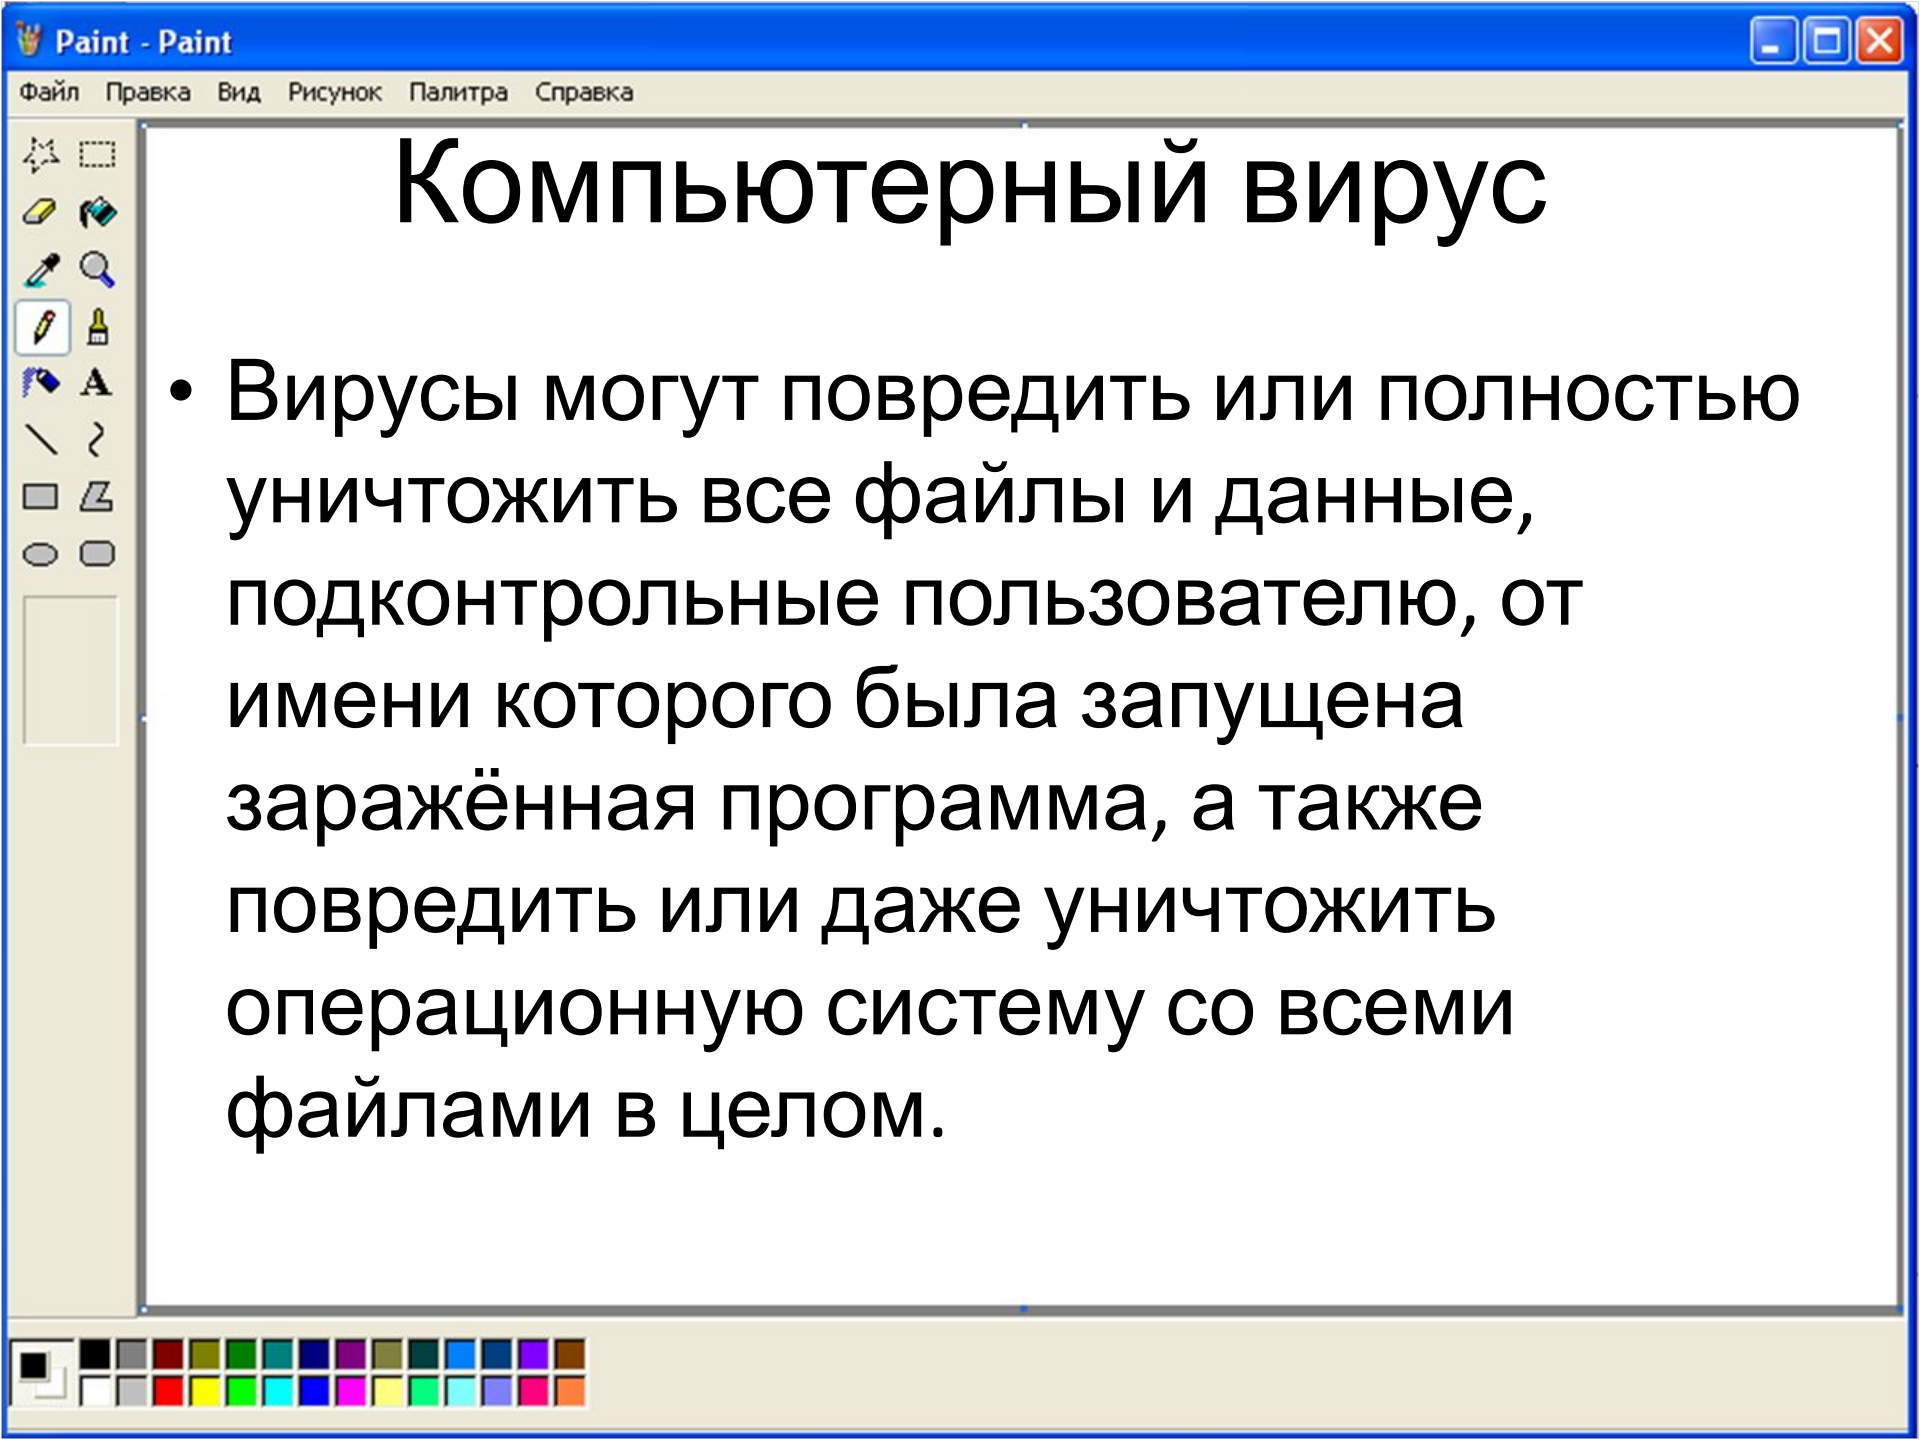 Paint - Paint
Файл Правка Вид Рисунок Палитра Справка
Компьютерный вирус
• Вирусы могут повредить или полностью
уничтожить все файлы и данные,
подконтрольные пользователю, от
имени которого была запущена
заражённая программа, а также
повредить или даже уничтожить
операционную систему со всеми
файлами в целом.
A